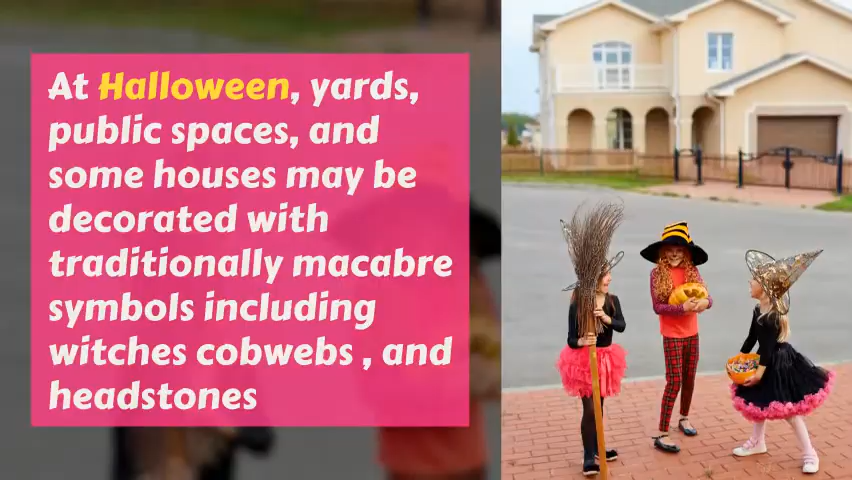 At Halloween, yards,
public spaces, and
some houses may be
decorated with
traditionally macabre
symbols including
witches cobwebs , and
headstones